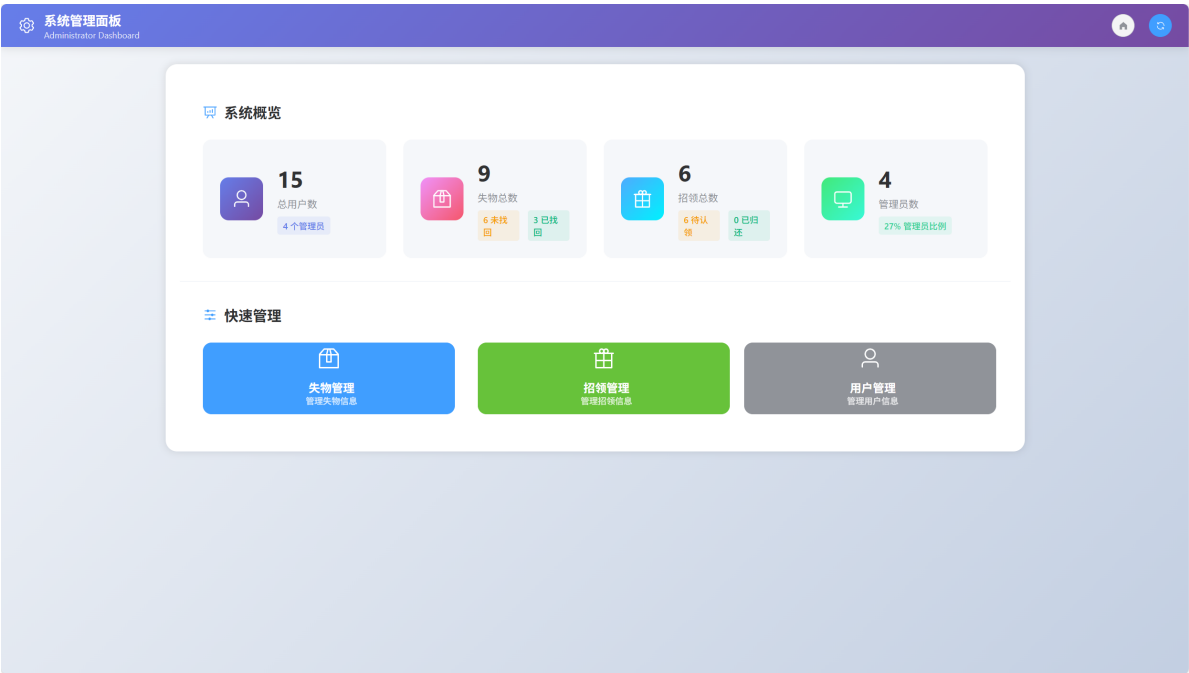 系统管理面板
Administrator Dashboard
系统概览
15
总用户数
4 个管理员
9
失物总数
6 未找
回
3 已找
回
6
招领总数
6 待认
领
0 已归
还
4
管理员数
27% 管理员比例
快速管理
失物管理
管理失物信息
招领管理
管理招领信息
用户管理
管理用户信息